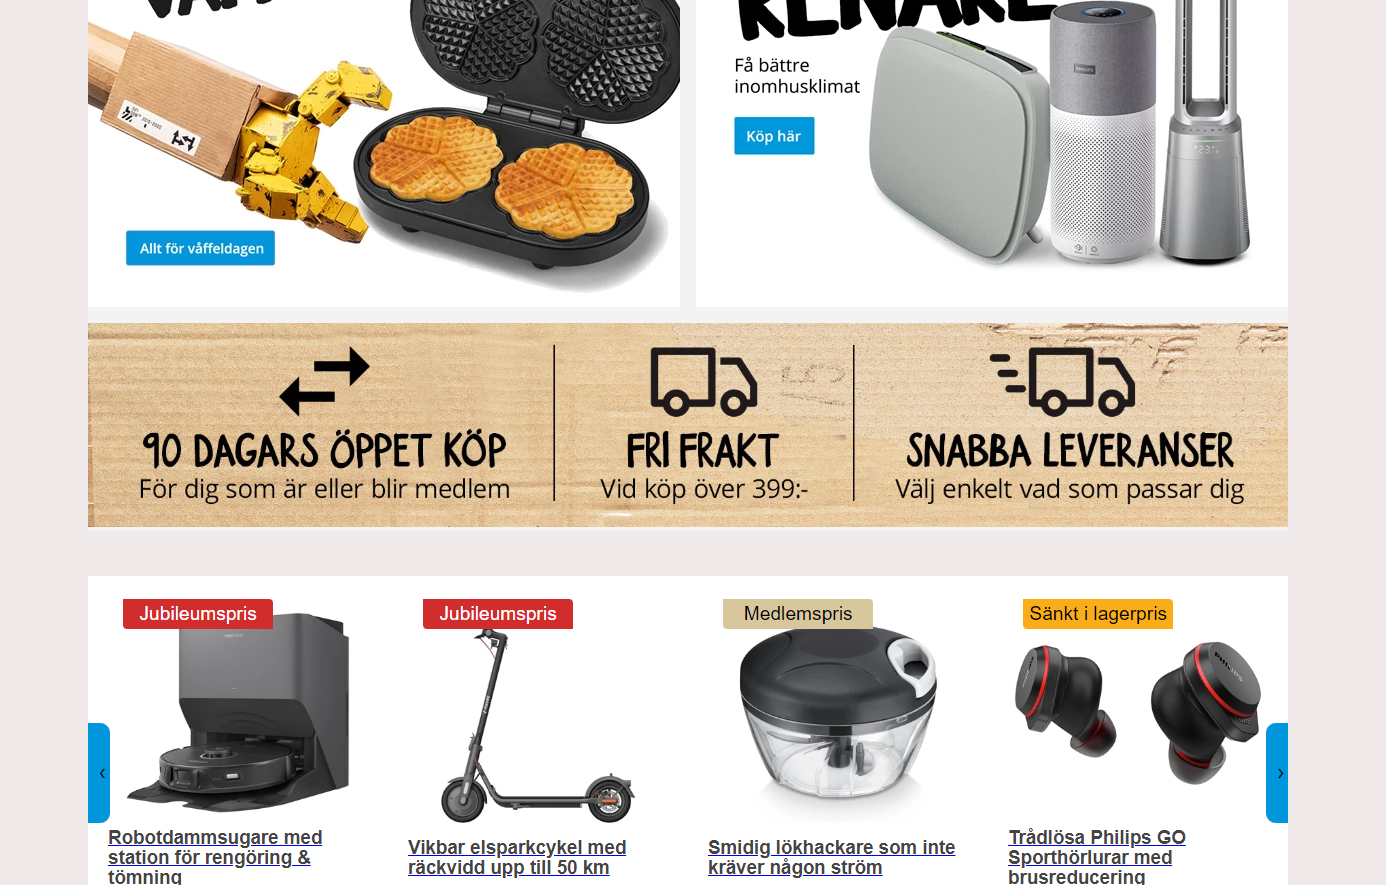 RENARE
Få bättre
inomhusklimat
Köp här
PHILIPS
Allt för våffeldagen
90 DAGARS ÖPPET KÖP
För dig som är eller blir medlem
FRI FRAKT
Vid köp över 399:-
SNABBA LEVERANSER
Välj enkelt vad som passar dig
Jubileumspris
Jubileumspris
Medlemspris
Sänkt i lagerpris
PHILIPS
‹
›
Robotdammsugare med
station för rengöring &
tömning
Vikbar elsparkcykel med
räckvidd upp till 50 km
Smidig lökhackare som inte
kräver någon ström
Trådlösa Philips GO
Sporthörlurar med
brusreducering